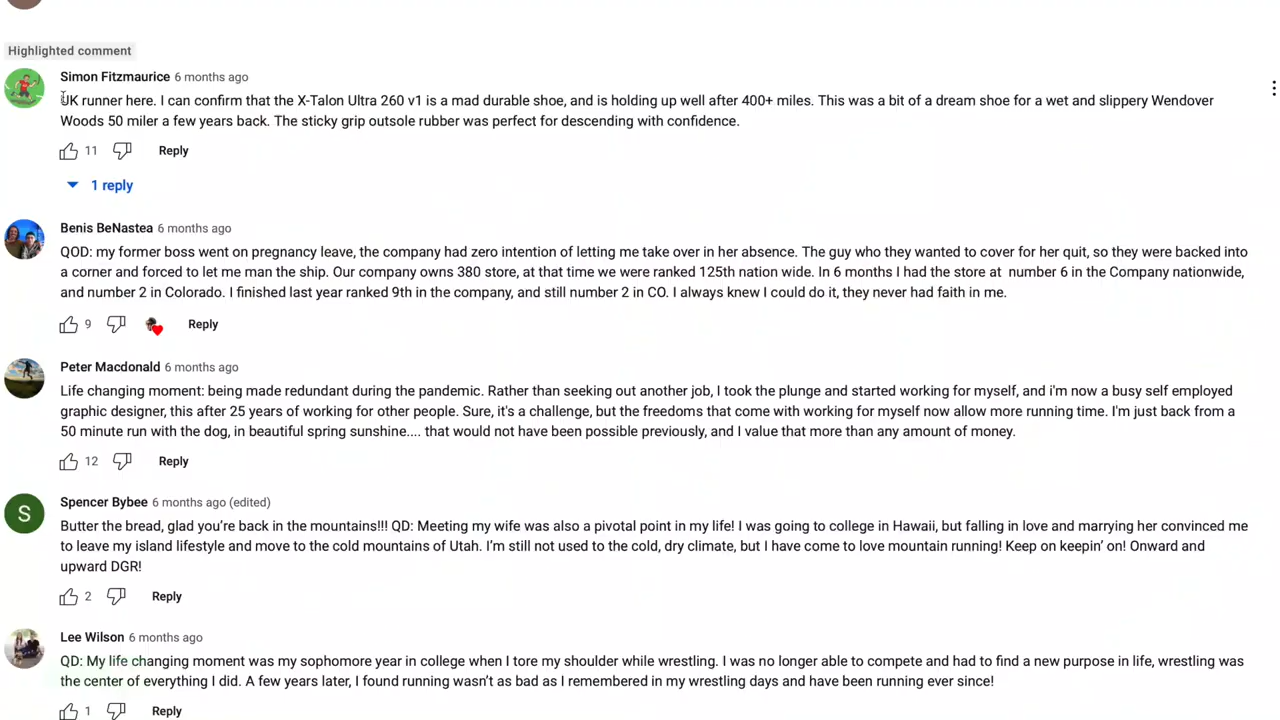 Highlighted comment
Simon Fitzmaurice 6 months ago
UK runner here. I can confirm that the X-Talon Ultra 260 v1 is a mad durable shoe, and is holding up well after 400+ miles. This was a bit of a dream shoe for a wet and slippery Wendover
Woods 50 miler a few years back. The sticky grip outsole rubber was perfect for descending with confidence.
11 Reply
1 reply
Benis BeNastea 6 months ago
QOD: my former boss went on pregnancy leave, the company had zero intention of letting me take over in her absence. The guy who they wanted to cover for her quit, so they were backed into
a corner and forced to let me man the ship. Our company owns 380 store, at that time we were ranked 125th nation wide. In 6 months I had the store at number 6 in the Company nationwide,
and number 2 in Colorado. I finished last year ranked 9th in the company, and still number 2 in CO. I always knew I could do it, they never had faith in me.
9 Reply
Peter Macdonald 6 months ago
Life changing moment: being made redundant during the pandemic. Rather than seeking out another job, I took the plunge and started working for myself, and i'm now a busy self employed
graphic designer, this after 25 years of working for other people. Sure, it's a challenge, but the freedoms that come with working for myself now allow more running time. I'm just back from a
50 minute run with the dog, in beautiful spring sunshine.... that would not have been possible previously, and I value that more than any amount of money.
12 Reply
S
Spencer Bybee 6 months ago (edited)
Butter the bread, glad you're back in the mountains!!! QD: Meeting my wife was also a pivotal point in my life! I was going to college in Hawaii, but falling in love and marrying her convinced me
to leave my island lifestyle and move to the cold mountains of Utah. I'm still not used to the cold, dry climate, but I have come to love mountain running! Keep on keepin' on! Onward and
upward DGR!
2 Reply
Lee Wilson 6 months ago
QD: My life changing moment was my sophomore year in college when I tore my shoulder while wrestling. I was no longer able to compete and had to find a new purpose in life, wrestling was
the center of everything I did. A few years later, I found running wasn't as bad as I remembered in my wrestling days and have been running ever since!
1 Reply